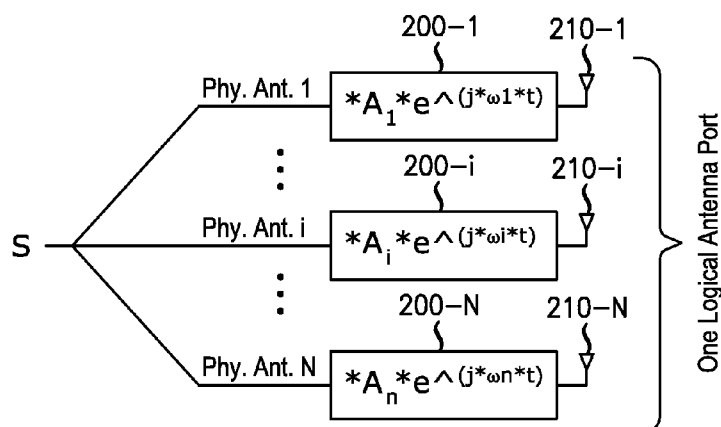 200-1
210-1
Phy. Ant. 1
*A₁*e^(j*ω1*t)
200-i
210-i
S
Phy. Ant. i
*Aᵢ*e^(j*ωi*t)
200-N
210-N
Phy. Ant. N
*Aₙ*e^(j*ωn*t)
One Logical Antenna Port